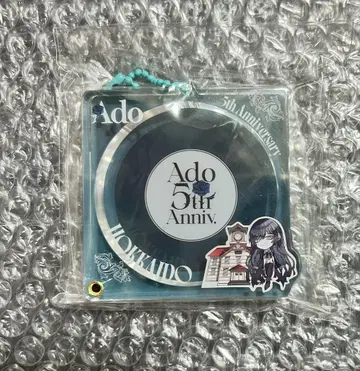 Ado
5th Anniversary
Ado
5th
Anniv.
HOKKAIDO